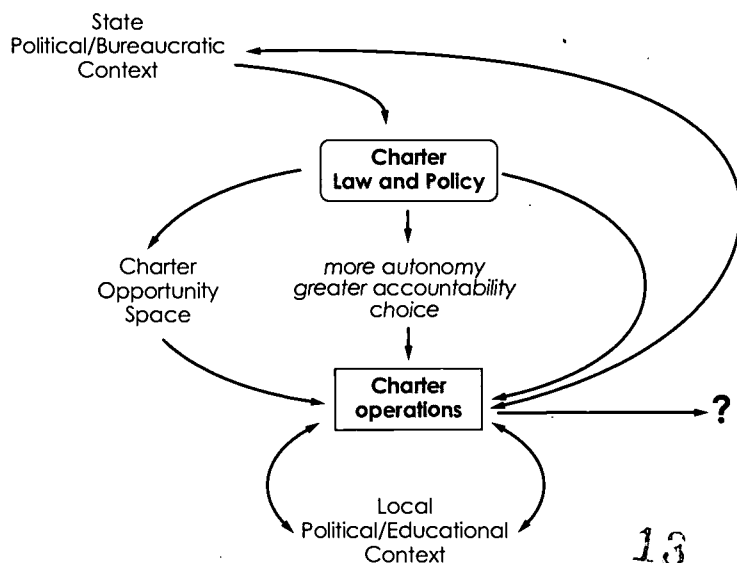 State
Political/Bureaucratic
Context
Charter
Law and Policy
Charter
Opportunity
Space
more autonomy
greater accountability
choice
Charter
operations
?
Local
Political/Educational
Context
13